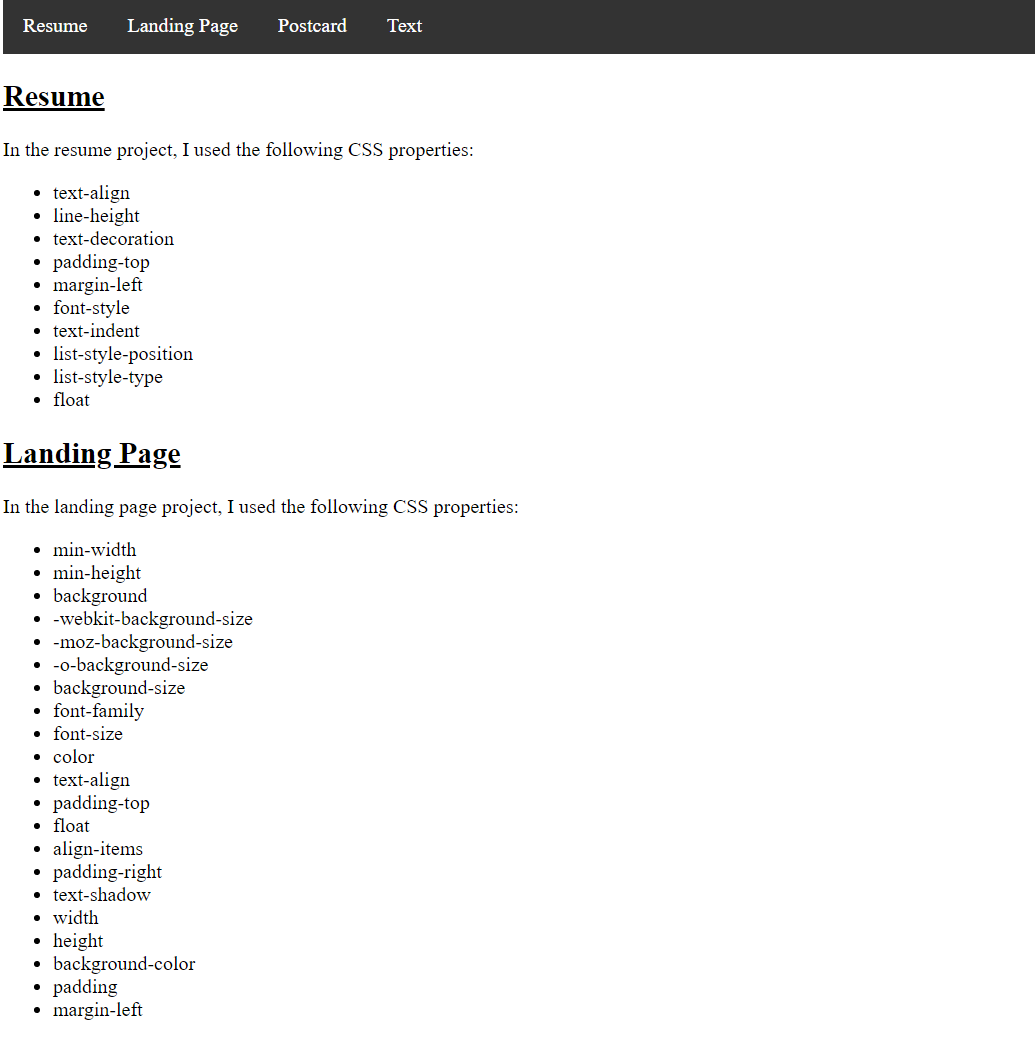 Resume Landing Page Postcard Text
Resume
In the resume project, I used the following CSS properties:
text-align
line-height
text-decoration
padding-top
margin-left
font-style
text-indent
list-style-position
list-style-type
float
Landing Page
In the landing page project, I used the following CSS properties:
min-width
min-height
background
-webkit-background-size
-moz-background-size
-o-background-size
background-size
font-family
font-size
color
text-align
padding-top
float
align-items
padding-right
text-shadow
width
height
background-color
padding
margin-left